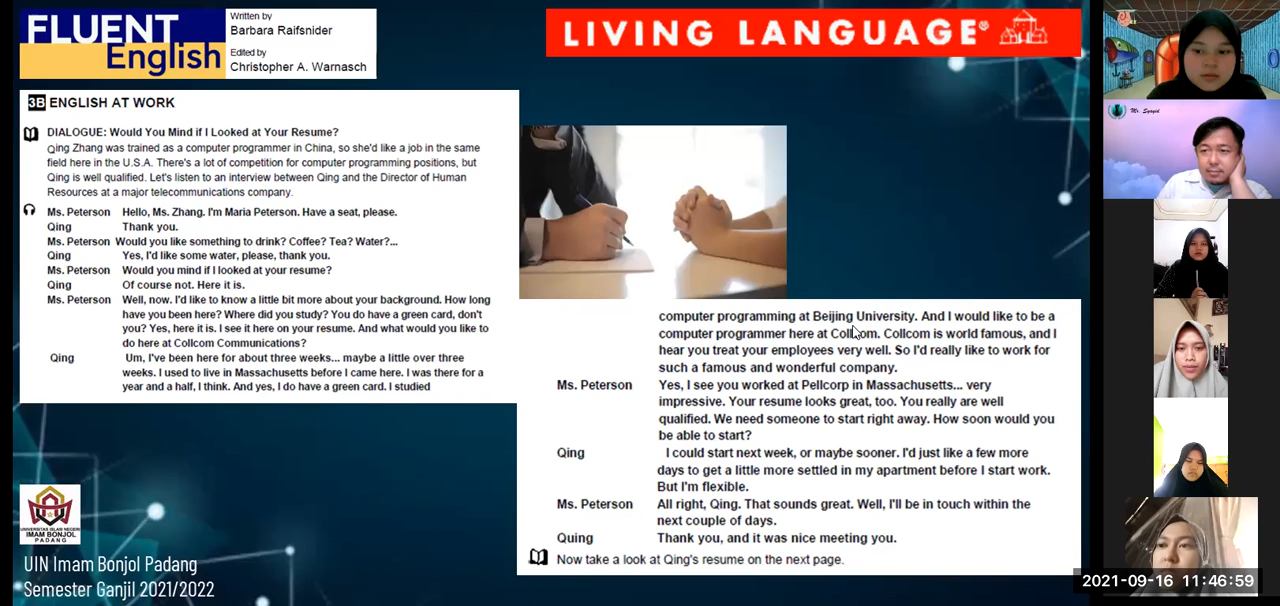 FLUENT
English
Written by
Barbara Raifsnider
Edited by
Christopher A. Warnasch
LIVING LANGUAGE®
3B ENGLISH AT WORK
DIALOGUE: Would You Mind if I Looked at Your Resume?
Qing Zhang was trained as a computer programmer in China, so she'd like a job in the same
field here in the U.S.A. There's a lot of competition for computer programming positions, but
Qing is well qualified. Let's listen to an interview between Qing and the Director of Human
Resources at a major telecommunications company.
Ms. Peterson Hello, Ms. Zhang. I'm Maria Peterson. Have a seat, please.
Qing Thank you.
Ms. Peterson Would you like something to drink? Coffee? Tea? Water?...
Qing Yes, I'd like some water, please, thank you.
Ms. Peterson Would you mind if I looked at your resume?
Qing Of course not. Here it is.
Ms. Peterson Well, now. I'd like to know a little bit more about your background. How long
have you been here? Where did you study? You do have a green card, don't
you? Yes, here it is. I see it here on your resume. And what would you like to
do here at Collcom Communications?
Qing Um, I've been here for about three weeks... maybe a little over three
weeks. I used to live in Massachusetts before I came here. I was there for a
year and a half, I think. And yes, I do have a green card. I studied
computer programming at Beijing University. And I would like to be a
computer programmer here at Collcom. Collcom is world famous, and I
hear you treat your employees very well. So I'd really like to work for
such a famous and wonderful company.
Ms. Peterson Yes, I see you worked at Pellcorp in Massachusetts... very
impressive. Your resume looks great, too. You really are well
qualified. We need someone to start right away. How soon would you
be able to start?
Qing I could start next week, or maybe sooner. I'd just like a few more
days to get a little more settled in my apartment before I start work.
But I'm flexible.
Ms. Peterson All right, Qing. That sounds great. Well, I'll be in touch within the
next couple of days.
Quing Thank you, and it was nice meeting you.
Now take a look at Qing's resume on the next page.
UNIVERSITAS ISLAM NEGERI
IMAM BONJOL
PADANG
UIN Imam Bonjol Padang
Semester Ganjil 2021/2022
Mr. Syayid
2021-09-16 11:46:59